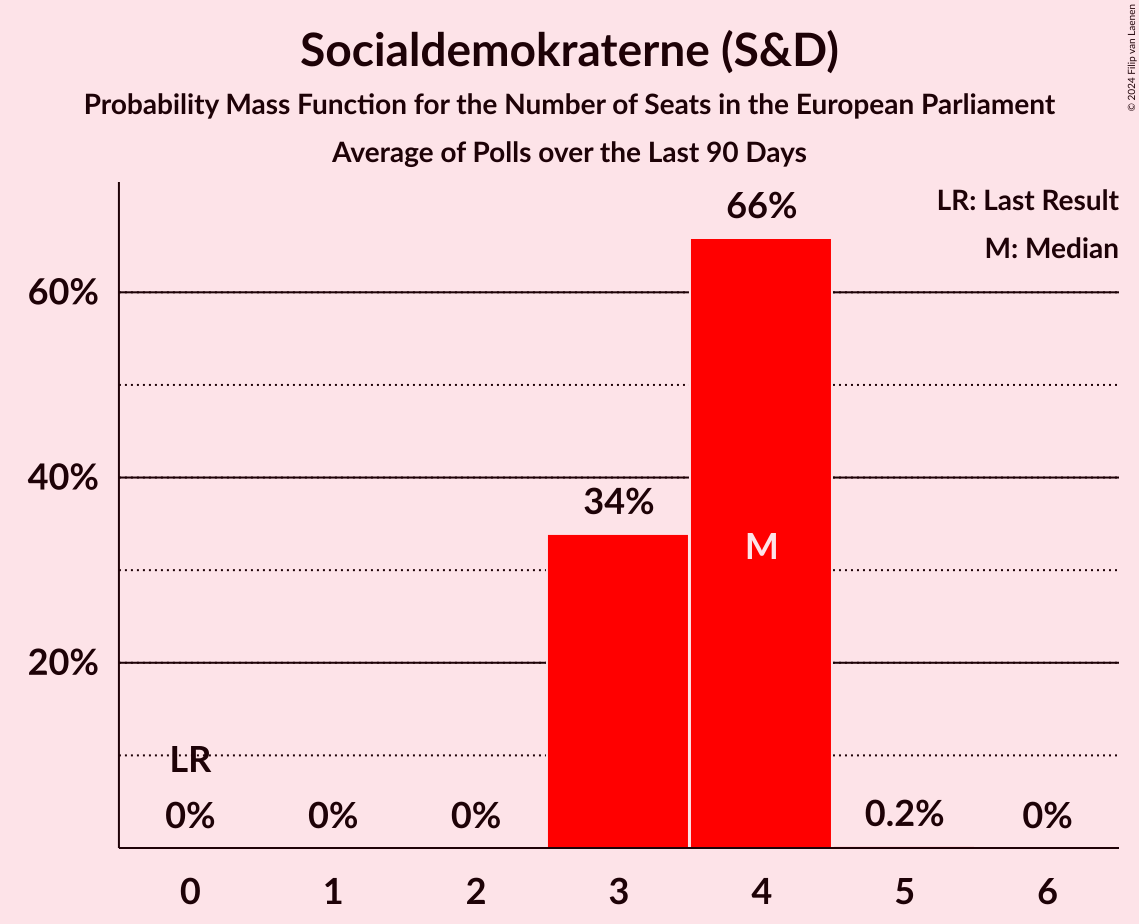 Socialdemokraterne (S&D)
Probability Mass Function for the Number of Seats in the European Parliament
Average of Polls over the Last 90 Days
© 2024 Filip van Laenen
LR: Last Result
M: Median
66%
60%
40%
34%
M
20%
LR
0%
0%
0%
0.2%
0%
0
1
2
3
4
5
6